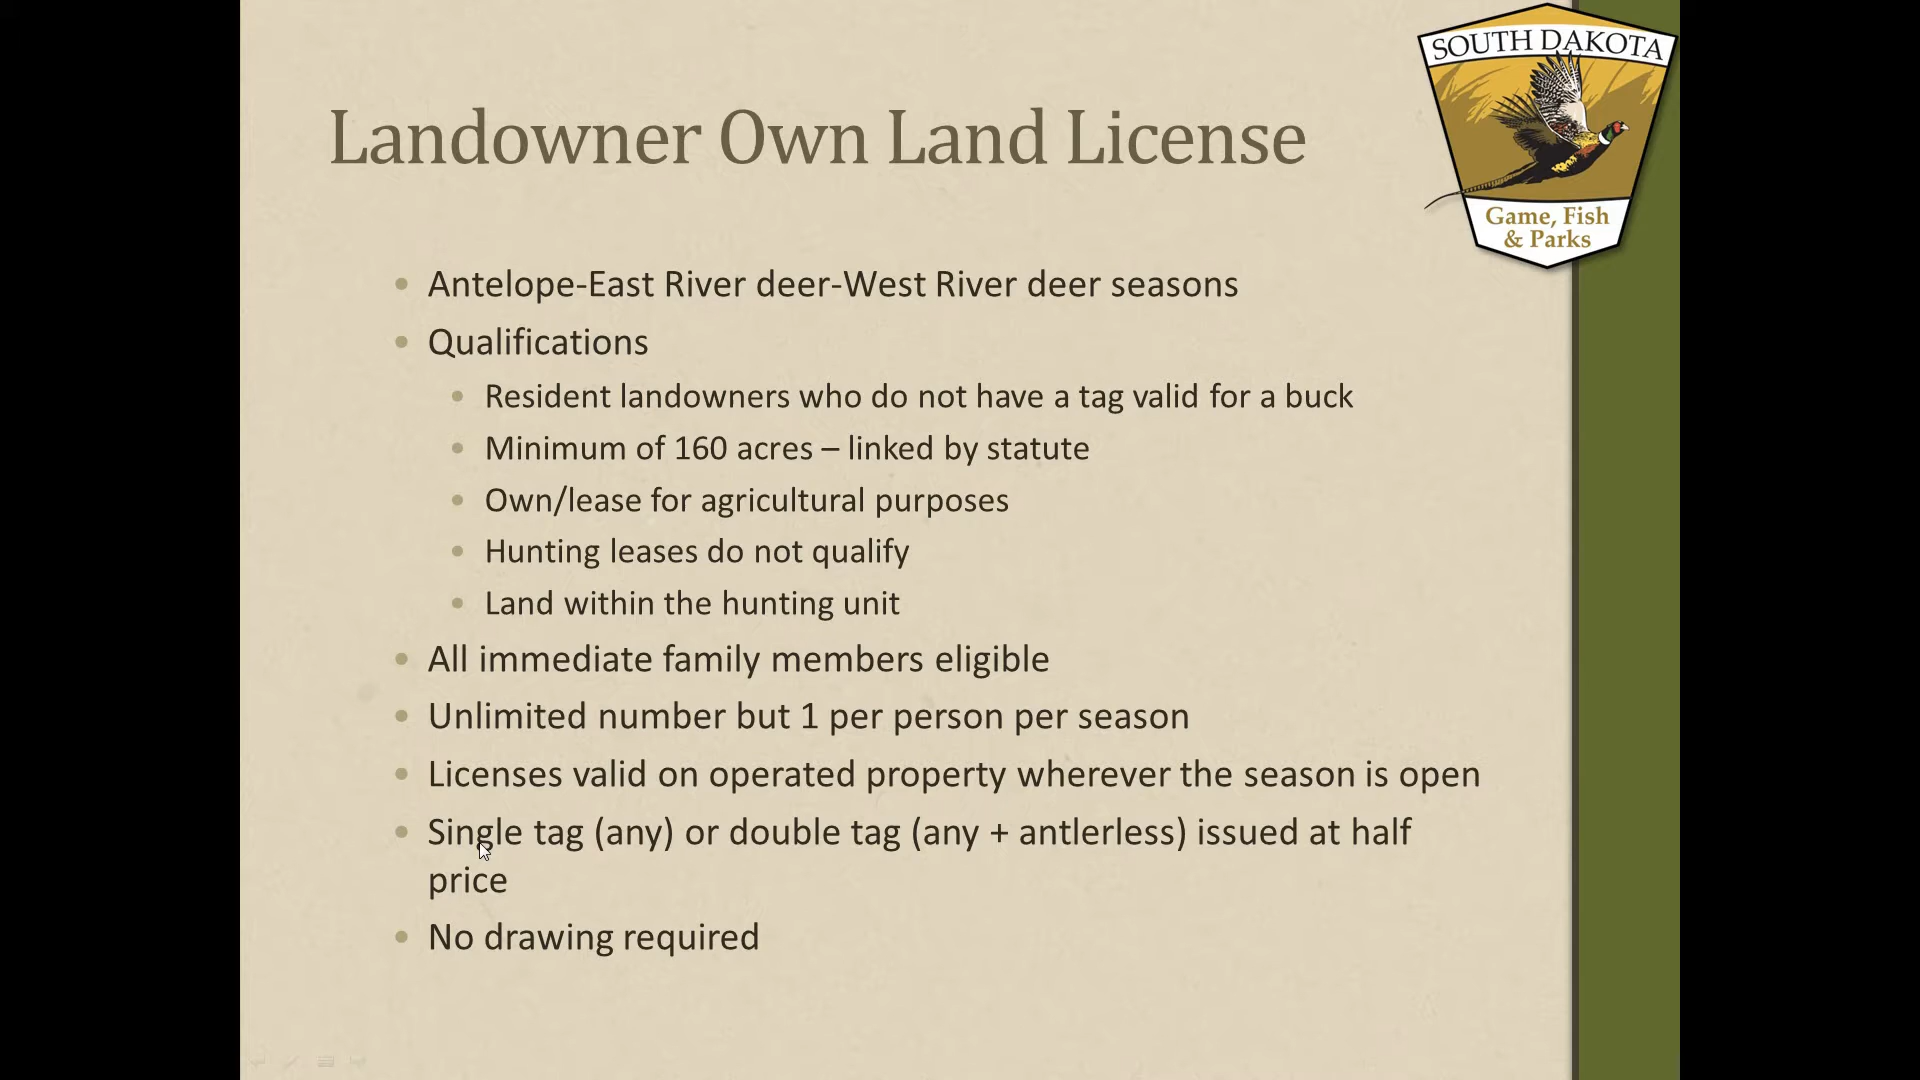 SOUTH DAKOTA
Game, Fish
& Parks
Landowner Own Land License
• Antelope-East River deer-West River deer seasons
• Qualifications
• Resident landowners who do not have a tag valid for a buck
• Minimum of 160 acres – linked by statute
• Own/lease for agricultural purposes
• Hunting leases do not qualify
• Land within the hunting unit
• All immediate family members eligible
• Unlimited number but 1 per person per season
• Licenses valid on operated property wherever the season is open
• Single tag (any) or double tag (any + antlerless) issued at half
price
• No drawing required